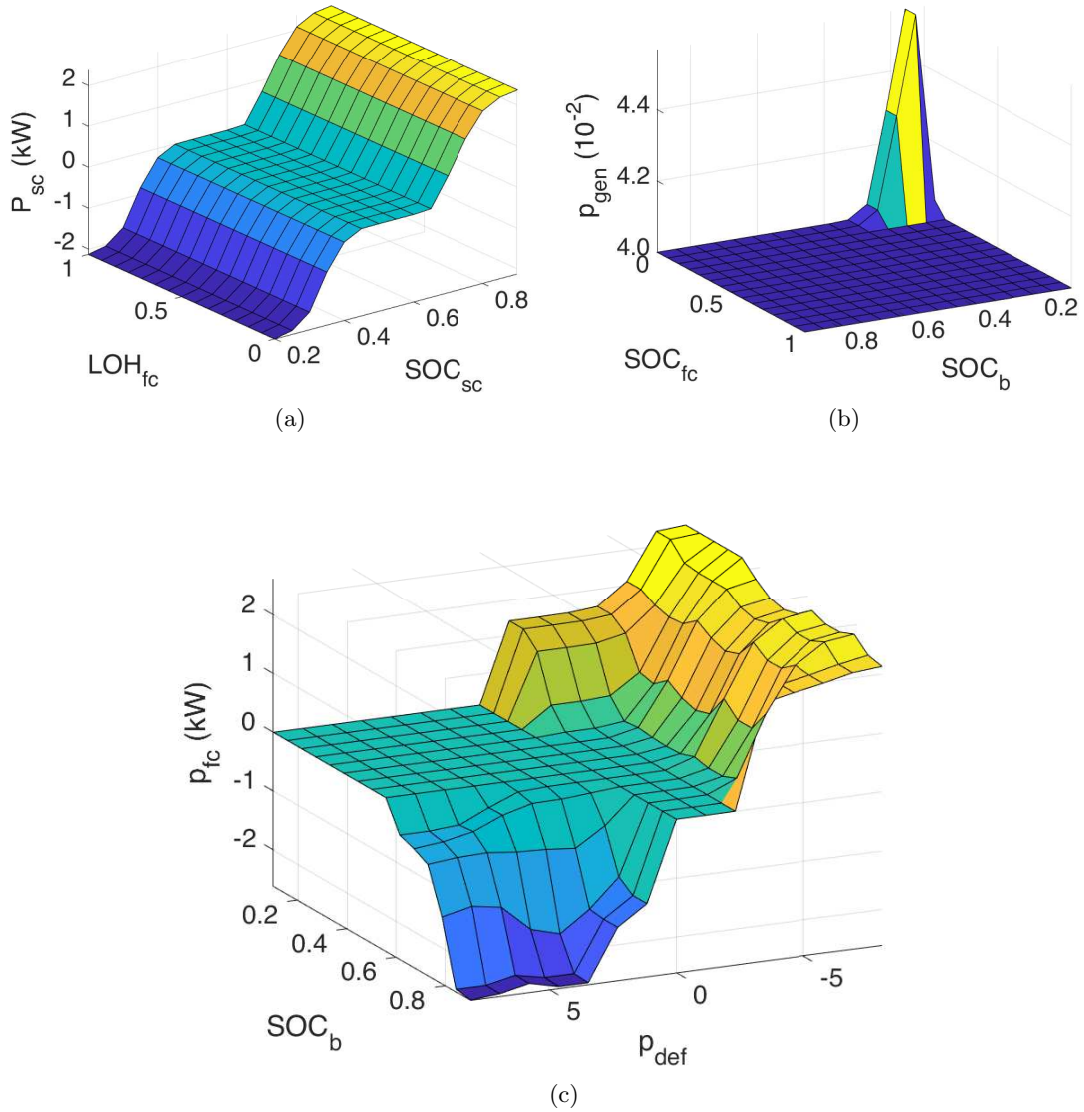 2
1
0
-1
-2
P_sc (kW)
1
0.5
0
LOH_fc
0.2
0.4
0.6
0.8
SOC_sc
(a)
4.4
4.2
4.0
p_gen (10^-2)
0
0.5
1
SOC_fc
0.8
0.6
0.4
0.2
SOC_b
(b)
2
1
0
-1
-2
p_fc (kW)
0.2
0.4
0.6
0.8
SOC_b
5
0
-5
p_def
(c)